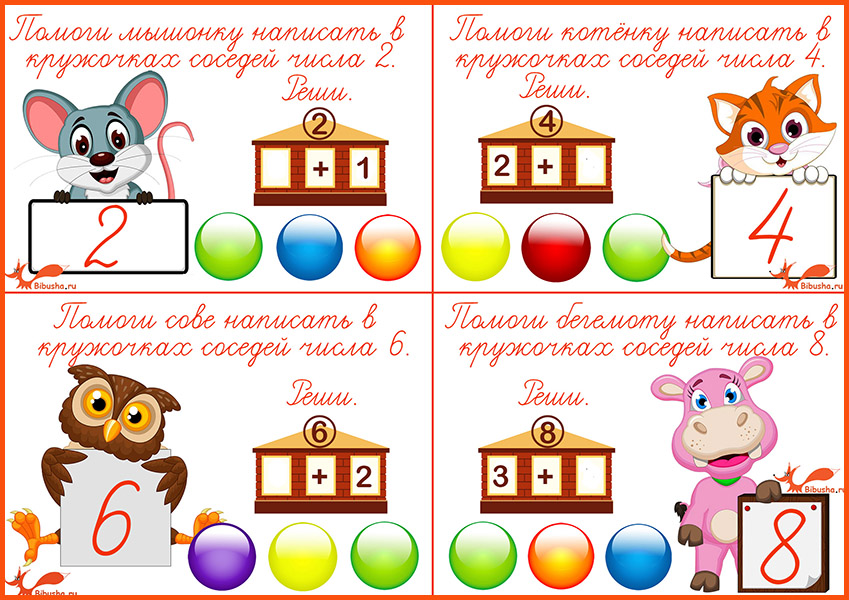 Помоги мышонку написать в
кружочках соседей числа 2.
Реши.
2
+ 1
2
Bibusha.ru
Помоги котёнку написать в
кружочках соседей числа 4.
Реши.
4
2 +
4
Bibusha.ru
Помоги сове написать в
кружочках соседей числа 6.
Реши.
6
+ 2
6
Bibusha.ru
Помоги бегемоту написать в
кружочках соседей числа 8.
Реши.
8
3 +
Bibusha.ru
8